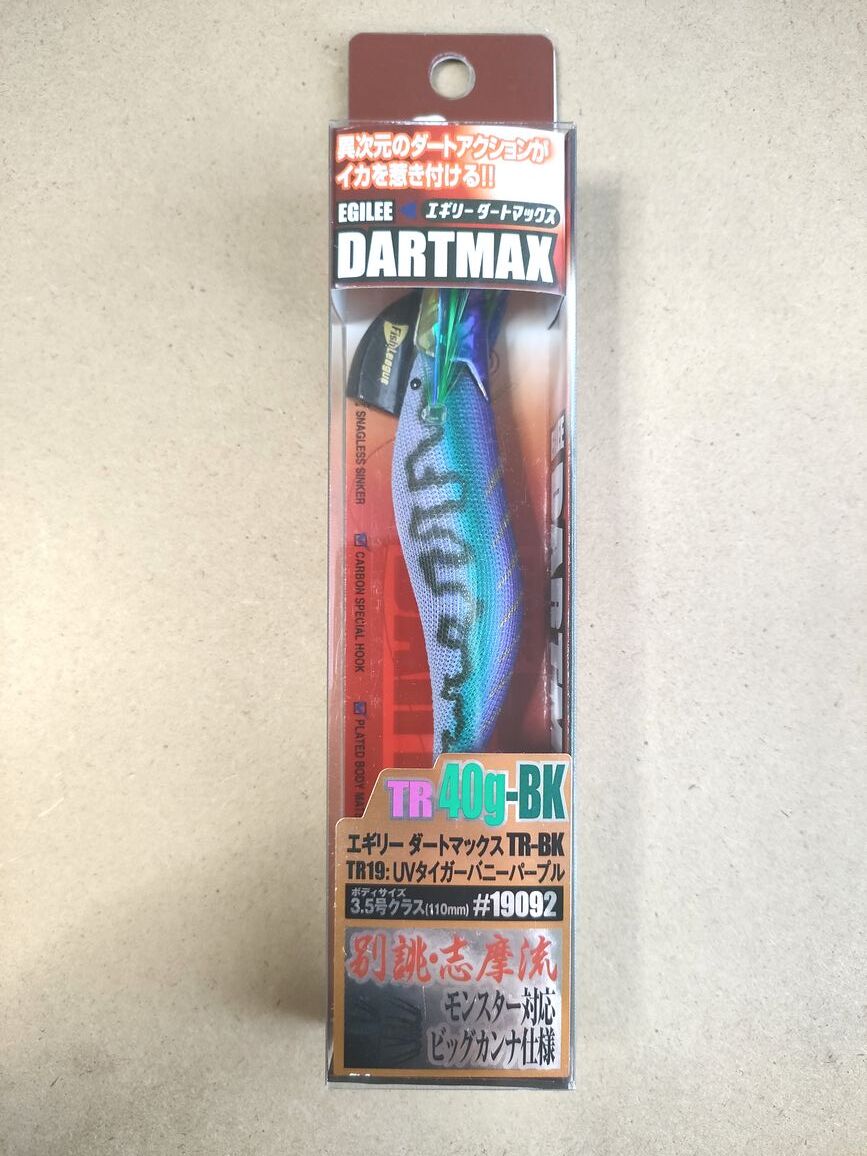 異次元のダートアクションが
イカを惹き付ける!!
EGILEE エギリー ダートマックス
DARTMAX
FishLeague
SNAGLESS SINKER
CARBON SPECIAL HOOK
PLATED BODY MAT
TR 40g-BK
エギリー ダートマックス TR-BK
TR19: UVタイガーバニーパープル
ボディサイズ
3.5号クラス(110mm) #19092
別誂・志摩流
モンスター対応
ビッグカンナ仕様